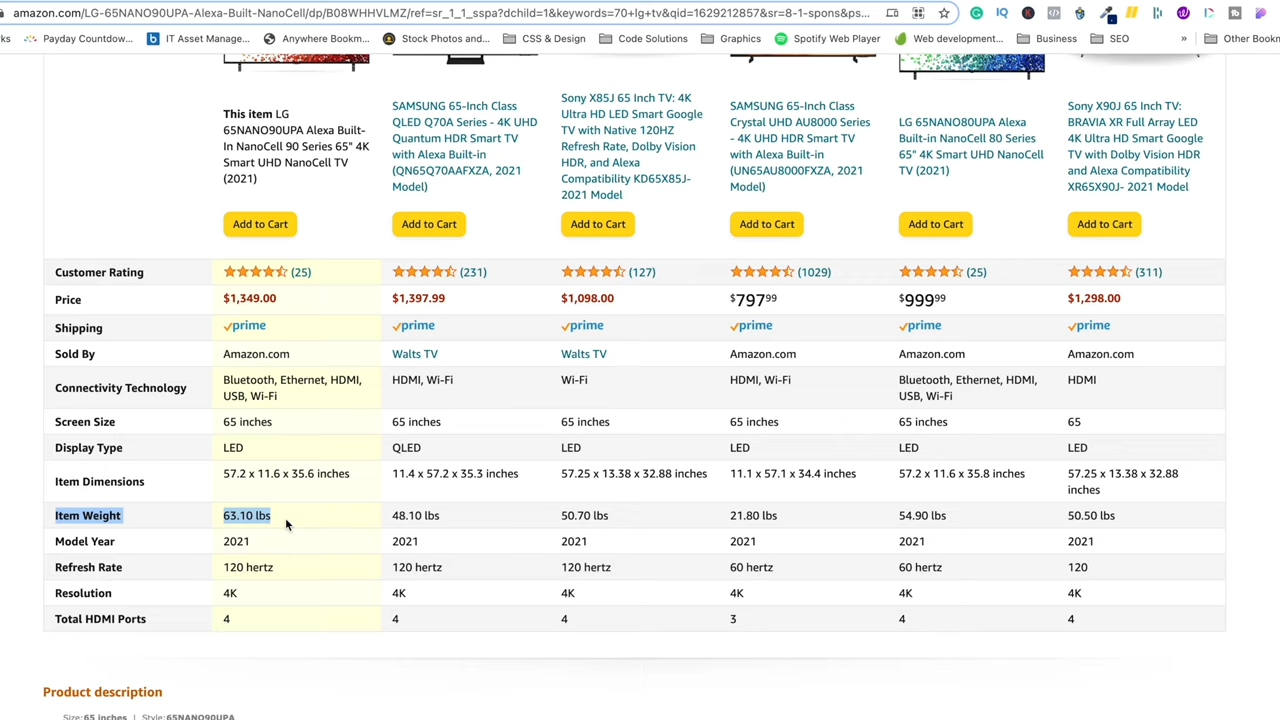 amazon.com/LG-65NANO90UPA-Alexa-Built-NanoCell/dp/B08WHHVLMZ/ref=sr_1_1_sspa?dchild=1&keywords=70+lg+tv&qid=1629212857&sr=8-1-spons&ps...
ks Payday Countdow... IT Asset Manage... Anywhere Bookm... Stock Photos and... CSS & Design Code Solutions Graphics Spotify Web Player Web development... Business SEO » Other Bookm
This item LG
65NANO90UPA Alexa Built-
In NanoCell 90 Series 65" 4K
Smart UHD NanoCell TV
(2021)
SAMSUNG 65-Inch Class
QLED Q70A Series - 4K UHD
Quantum HDR Smart TV
with Alexa Built-in
(QN65Q70AAFXZA, 2021
Model)
Sony X85J 65 Inch TV: 4K
Ultra HD LED Smart Google
TV with Native 120HZ
Refresh Rate, Dolby Vision
HDR, and Alexa
Compatibility KD65X85J-
2021 Model
SAMSUNG 65-Inch Class
Crystal UHD AU8000 Series
- 4K UHD HDR Smart TV
with Alexa Built-in
(UN65AU8000FXZA, 2021
Model)
LG 65NANO80UPA Alexa
Built-in NanoCell 80 Series
65" 4K Smart UHD NanoCell
TV (2021)
Sony X90J 65 Inch TV:
BRAVIA XR Full Array LED
4K Ultra HD Smart Google
TV with Dolby Vision HDR
and Alexa Compatibility
XR65X90J- 2021 Model
Add to Cart Add to Cart Add to Cart Add to Cart Add to Cart Add to Cart
Customer Rating (25) (231) (127) (1029) (25) (311)
Price $1,349.00 $1,397.99 $1,098.00 $797.99 $999.99 $1,298.00
Shipping prime prime prime prime prime prime
Sold By Amazon.com Walts TV Walts TV Amazon.com Amazon.com Amazon.com
Connectivity Technology Bluetooth, Ethernet, HDMI, USB, Wi-Fi HDMI, Wi-Fi Wi-Fi HDMI, Wi-Fi Bluetooth, Ethernet, HDMI, USB, Wi-Fi HDMI
Screen Size 65 inches 65 inches 65 inches 65 inches 65 inches 65
Display Type LED QLED LED LED LED LED
Item Dimensions 57.2 x 11.6 x 35.6 inches 11.4 x 57.2 x 35.3 inches 57.25 x 13.38 x 32.88 inches 11.1 x 57.1 x 34.4 inches 57.2 x 11.6 x 35.8 inches 57.25 x 13.38 x 32.88 inches
Item Weight 63.10 lbs 48.10 lbs 50.70 lbs 21.80 lbs 54.90 lbs 50.50 lbs
Model Year 2021 2021 2021 2021 2021 2021
Refresh Rate 120 hertz 120 hertz 120 hertz 60 hertz 60 hertz 120
Resolution 4K 4K 4K 4K 4K 4K
Total HDMI Ports 4 4 4 3 4 4
Product description
Size:65 inches | Style:65NANO90UPA